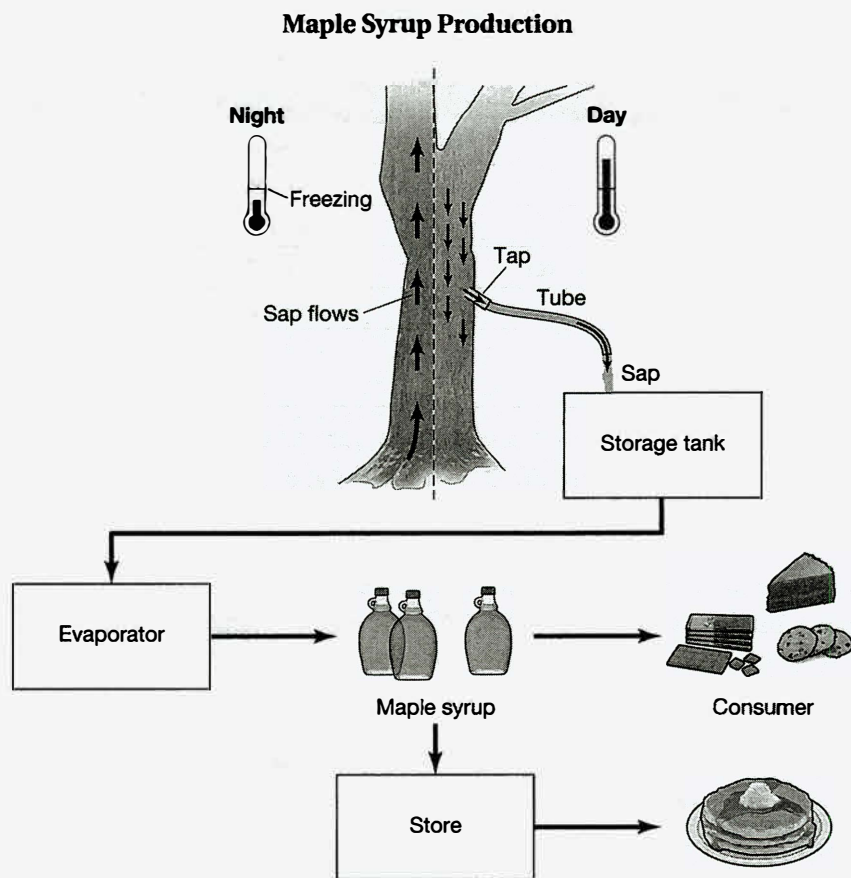 Maple Syrup Production
Night
Day
Freezing
Tap
Tube
Sap flows
Sap
Storage tank
Evaporator
Maple syrup
Consumer
Store